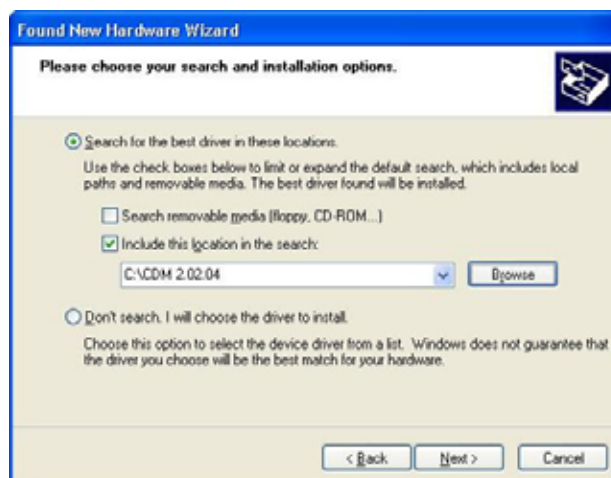 Found New Hardware Wizard
Please choose your search and installation options.
Search for the best driver in these locations.
Use the check boxes below to limit or expand the default search, which includes local
paths and removable media. The best driver found will be installed.
Search removable media (floppy, CD-ROM...)
Include this location in the search:
C:\CDM 2.02.04
Browse
Don't search. I will choose the driver to install.
Choose this option to select the device driver from a list. Windows does not guarantee that
the driver you choose will be the best match for your hardware.
< Back Next > Cancel